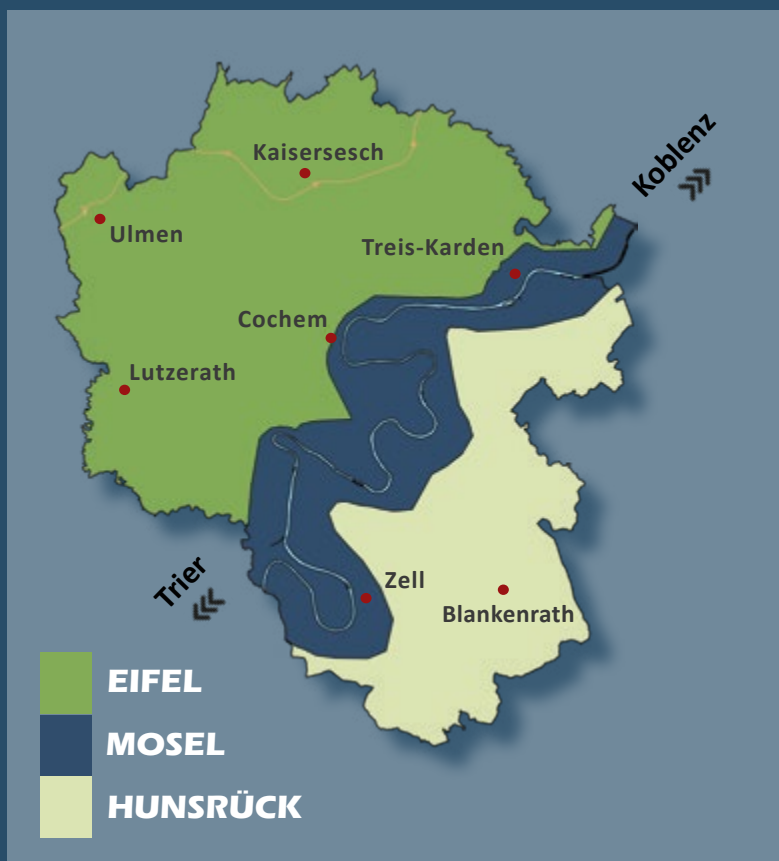 Koblenz
Kaisersesch
Ulmen
Treis-Karden
Cochem
Lutzerath
Trier
Zell
Blankenrath
EIFEL
MOSEL
HUNSRÜCK